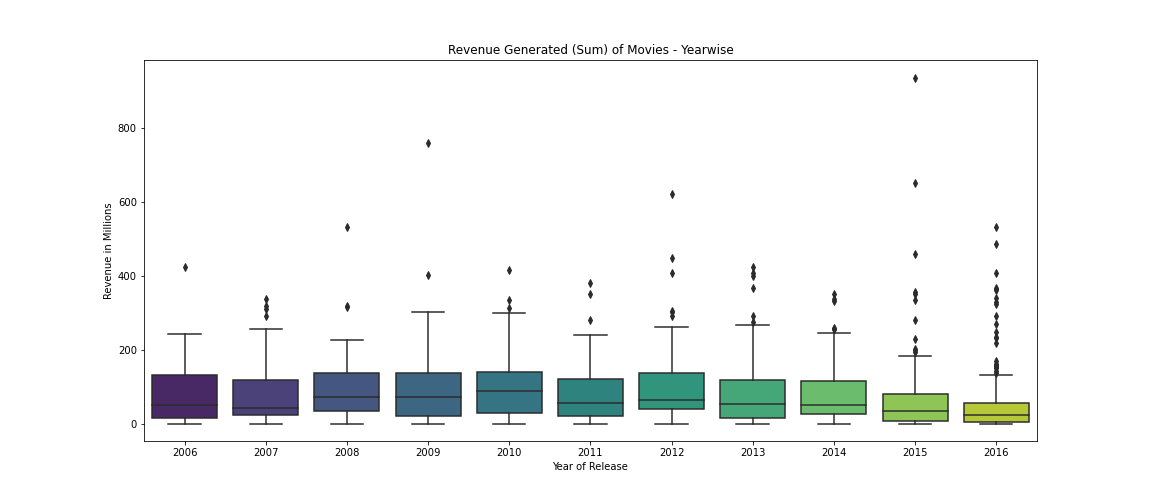 Revenue Generated (Sum) of Movies - Yearwise
Revenue in Millions
800
600
400
200
0
2006 2007 2008 2009 2010 2011 2012 2013 2014 2015 2016
Year of Release